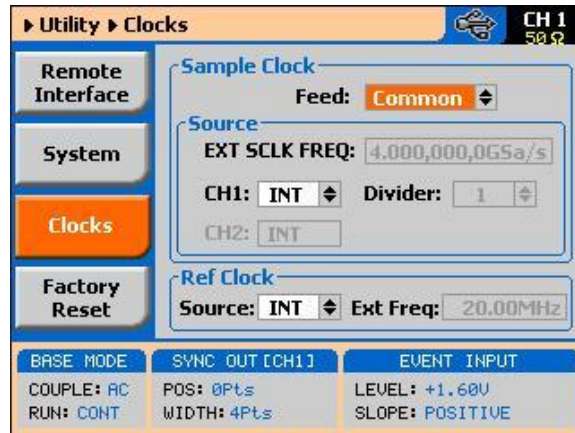 ▸ Utility ▸ Clocks
CH 1
50 Ω
Remote
Interface
System
Clocks
Factory
Reset
Sample Clock
Feed: Common
Source
EXT SCLK FREQ: 4.000,000,0GSa/s
CH1: INT Divider: 1
CH2: INT
Ref Clock
Source: INT Ext Freq: 20.00MHz
BASE MODE
COUPLE: AC
RUN: CONT
SYNC OUT [CH1]
POS: 0Pts
WIDTH: 4Pts
EVENT INPUT
LEVEL: +1.60V
SLOPE: POSITIVE